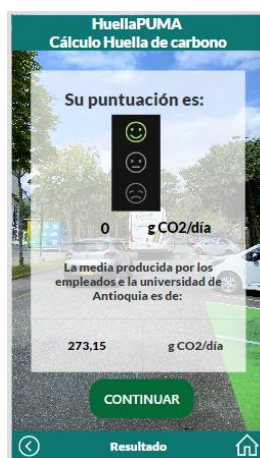 HuellaPUMA
Cálculo Huella de carbono
Su puntuación es:
0 g CO2/día
La media producida por los
empleados e la universidad de
Antioquia es de:
273,15 g CO2/día
CONTINUAR
Resultado